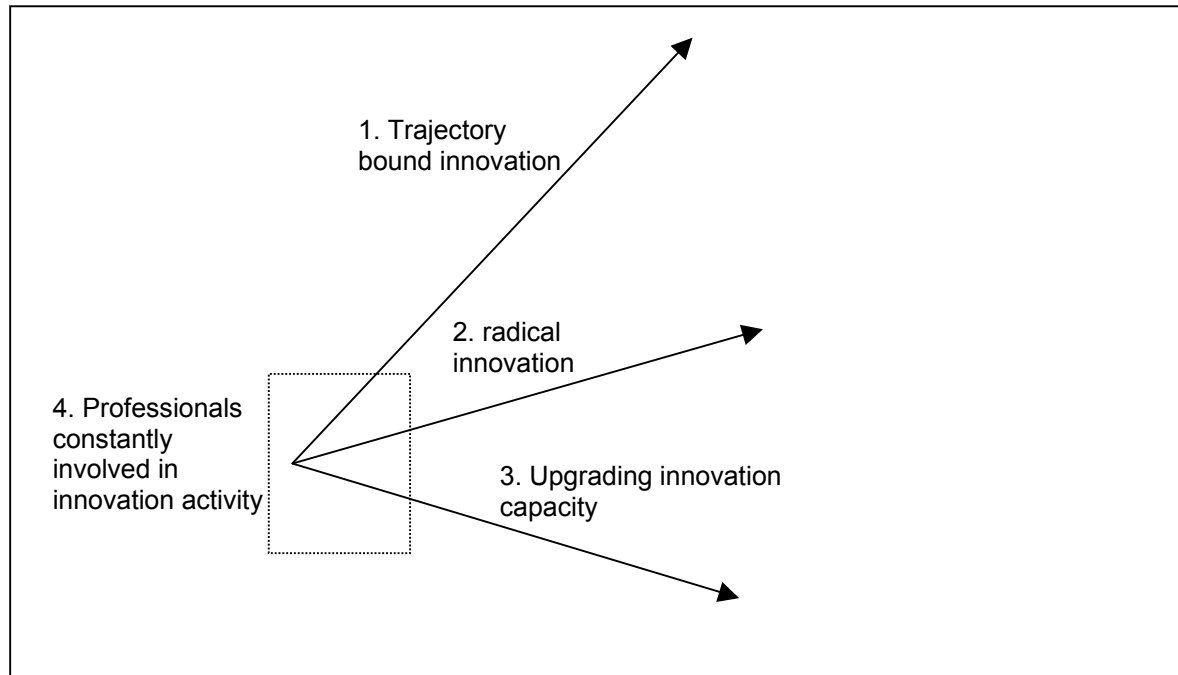 1. Trajectory
bound innovation
2. radical
innovation
4. Professionals
constantly
involved in
innovation activity
3. Upgrading innovation
capacity